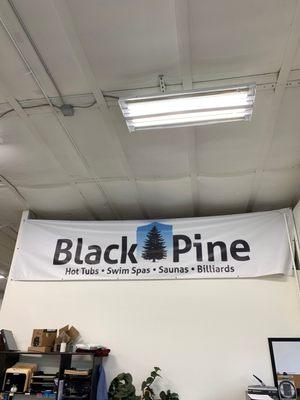 Black Pine
Hot Tubs • Swim Spas • Saunas • Billiards